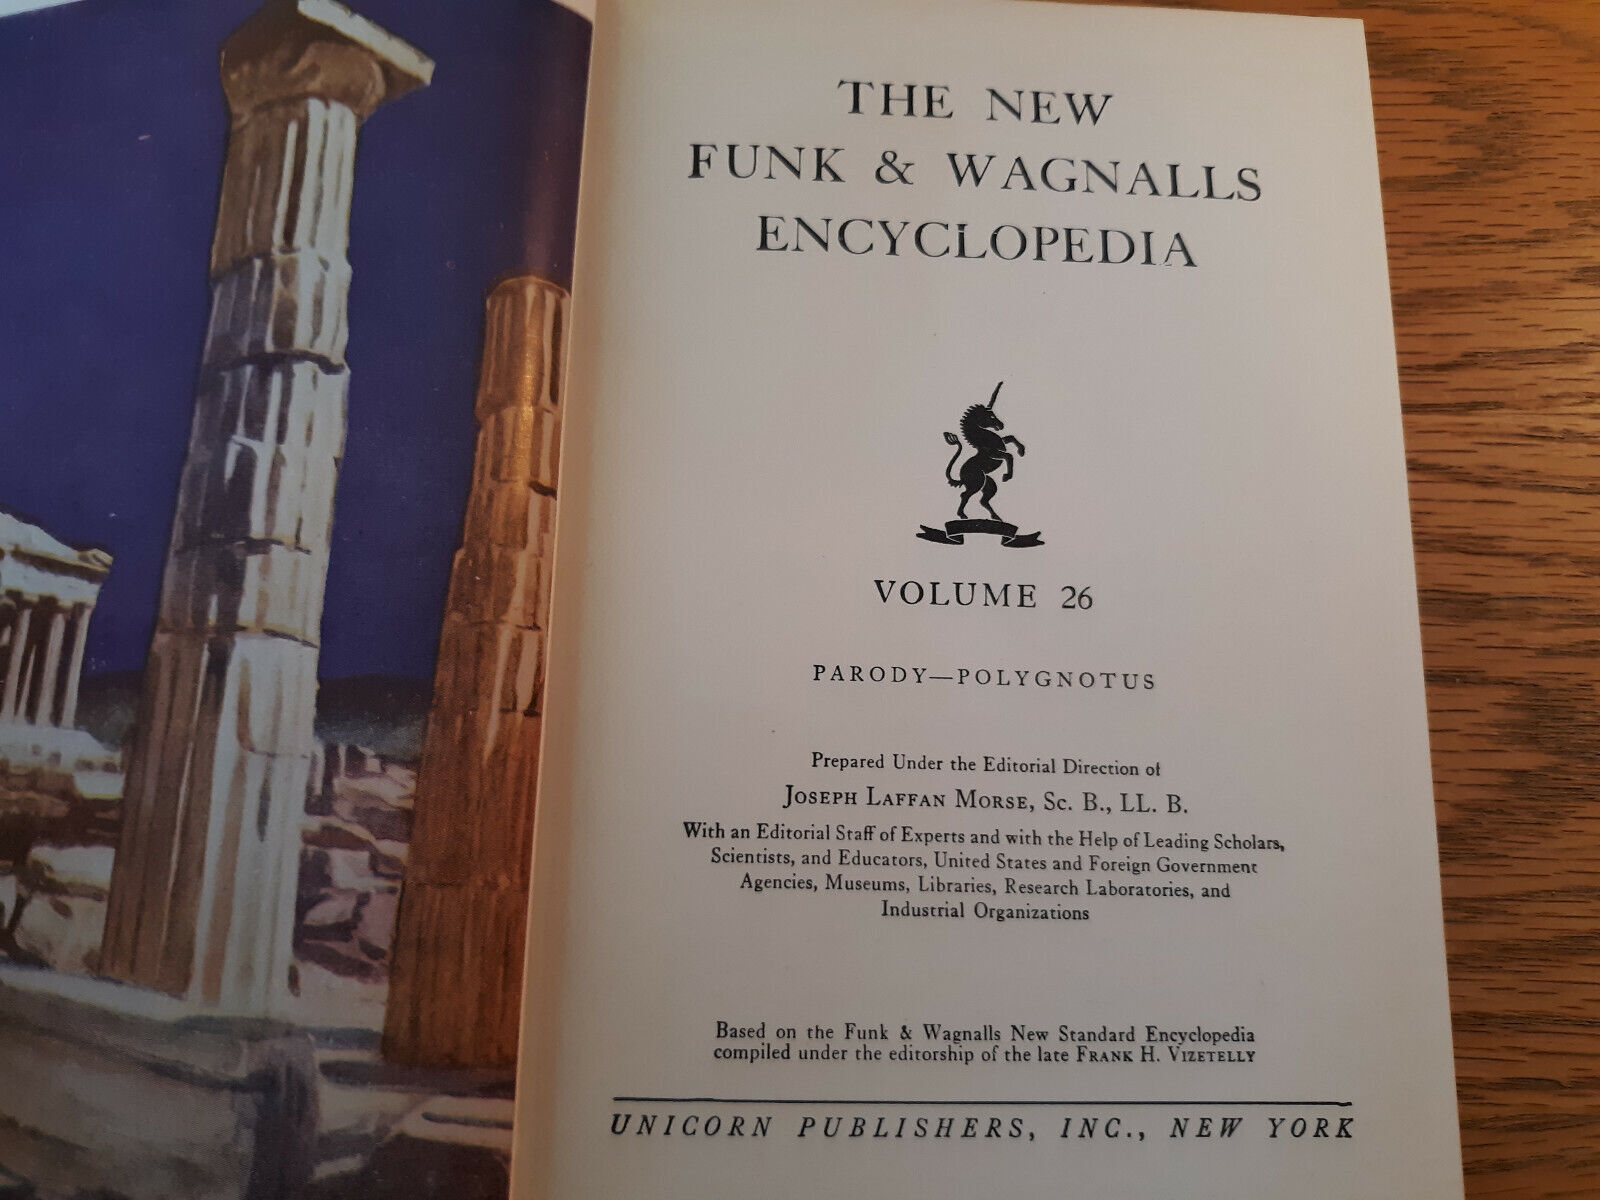 THE NEW
FUNK & WAGNALLS
ENCYCLOPEDIA
VOLUME 26
PARODY—POLYGNOTUS
Prepared Under the Editorial Direction of
JOSEPH LAFFAN MORSE, Sc. B., LL. B.
With an Editorial Staff of Experts and with the Help of Leading Scholars,
Scientists, and Educators, United States and Foreign Government
Agencies, Museums, Libraries, Research Laboratories, and
Industrial Organizations
Based on the Funk & Wagnalls New Standard Encyclopedia
compiled under the editorship of the late FRANK H. VIZETELLY
UNICORN PUBLISHERS, INC., NEW YORK